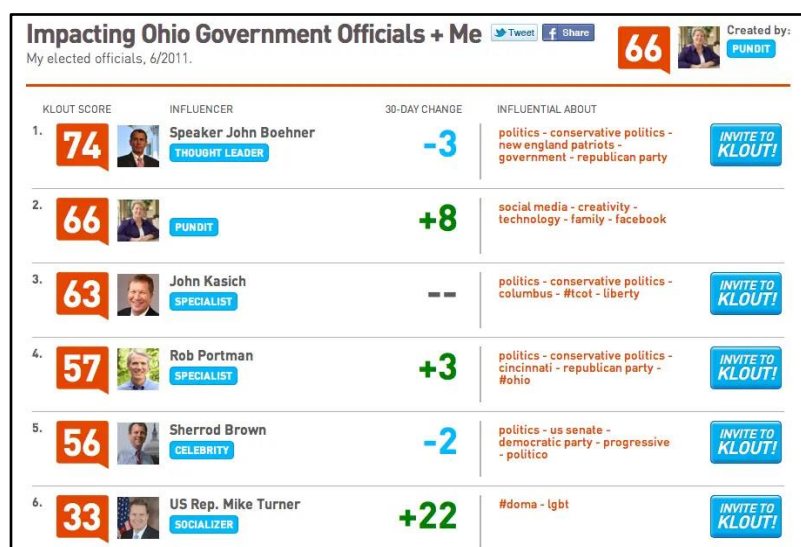 Impacting Ohio Government Officials + Me
Tweet
Share
My elected officials, 6/2011.
66
Created by:
PUNDIT
KLOUT SCORE
INFLUENCER
30-DAY CHANGE
INFLUENTIAL ABOUT
1.
74
Speaker John Boehner
THOUGHT LEADER
-3
politics - conservative politics -
new england patriots -
government - republican party
INVITE TO
KLOUT!
2.
66
PUNDIT
+8
social media - creativity -
technology - family - facebook
3.
63
John Kasich
SPECIALIST
--
politics - conservative politics -
columbus - #tcot - liberty
INVITE TO
KLOUT!
4.
57
Rob Portman
SPECIALIST
+3
politics - conservative politics -
cincinnati - republican party -
#ohio
INVITE TO
KLOUT!
5.
56
Sherrod Brown
CELEBRITY
-2
politics - us senate -
democratic party - progressive
- politico
INVITE TO
KLOUT!
6.
33
US Rep. Mike Turner
SOCIALIZER
+22
#doma - lgbt
INVITE TO
KLOUT!